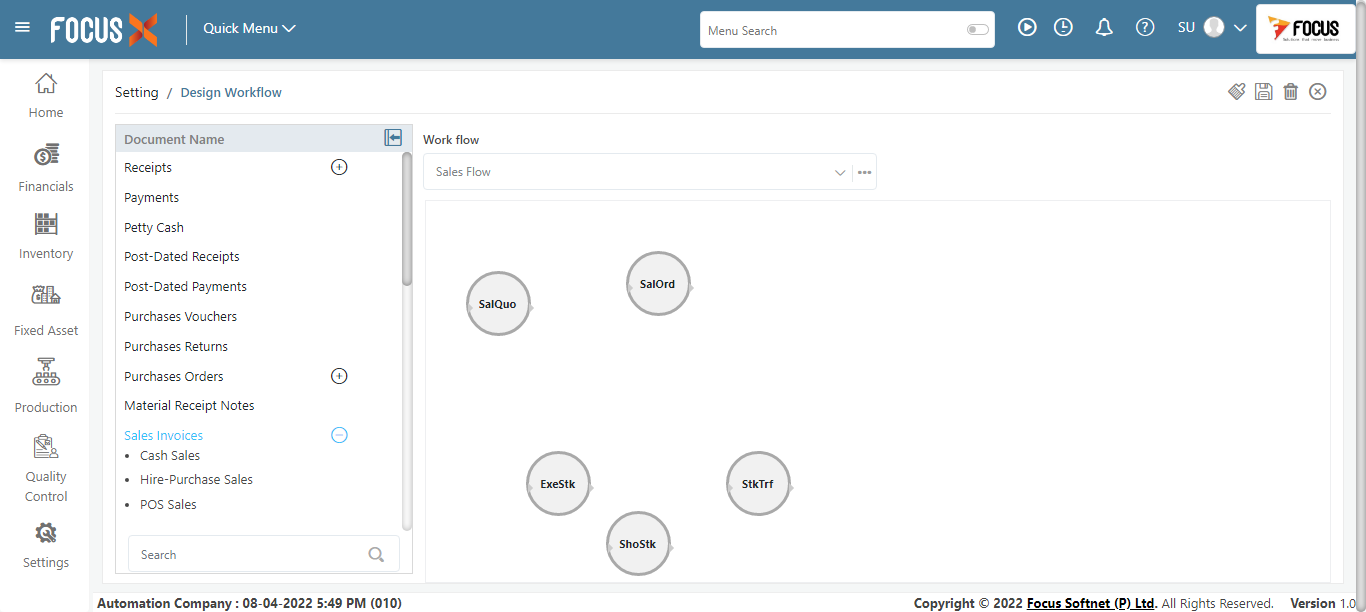 FOCUS X
Quick Menu
Menu Search
SU
FOCUS
Home
Financials
Inventory
Fixed Asset
Production
Quality
Control
Settings
Setting / Design Workflow
Document Name
Receipts
Payments
Petty Cash
Post-Dated Receipts
Post-Dated Payments
Purchases Vouchers
Purchases Returns
Purchases Orders
Material Receipt Notes
Sales Invoices
• Cash Sales
• Hire-Purchase Sales
• POS Sales
Search
Work flow
Sales Flow
SalQuo
SalOrd
ExeStk
StkTrf
ShoStk
Automation Company : 08-04-2022 5:49 PM (010)
Copyright © 2022 Focus Softnet (P) Ltd. All Rights Reserved. Version 1.0